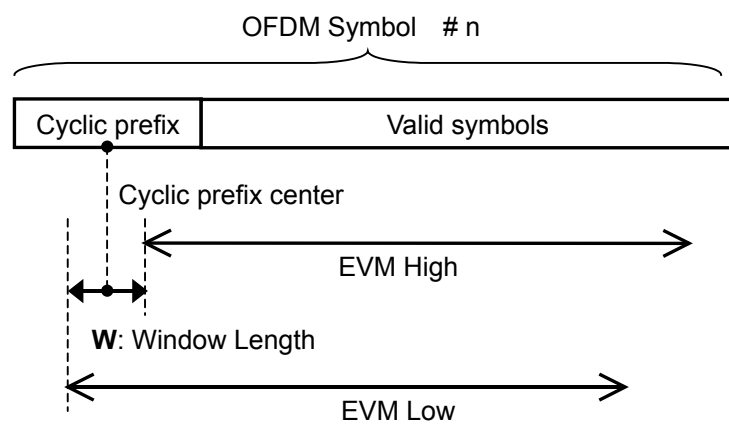 OFDM Symbol # n
Cyclic prefix
Valid symbols
Cyclic prefix center
EVM High
W: Window Length
EVM Low